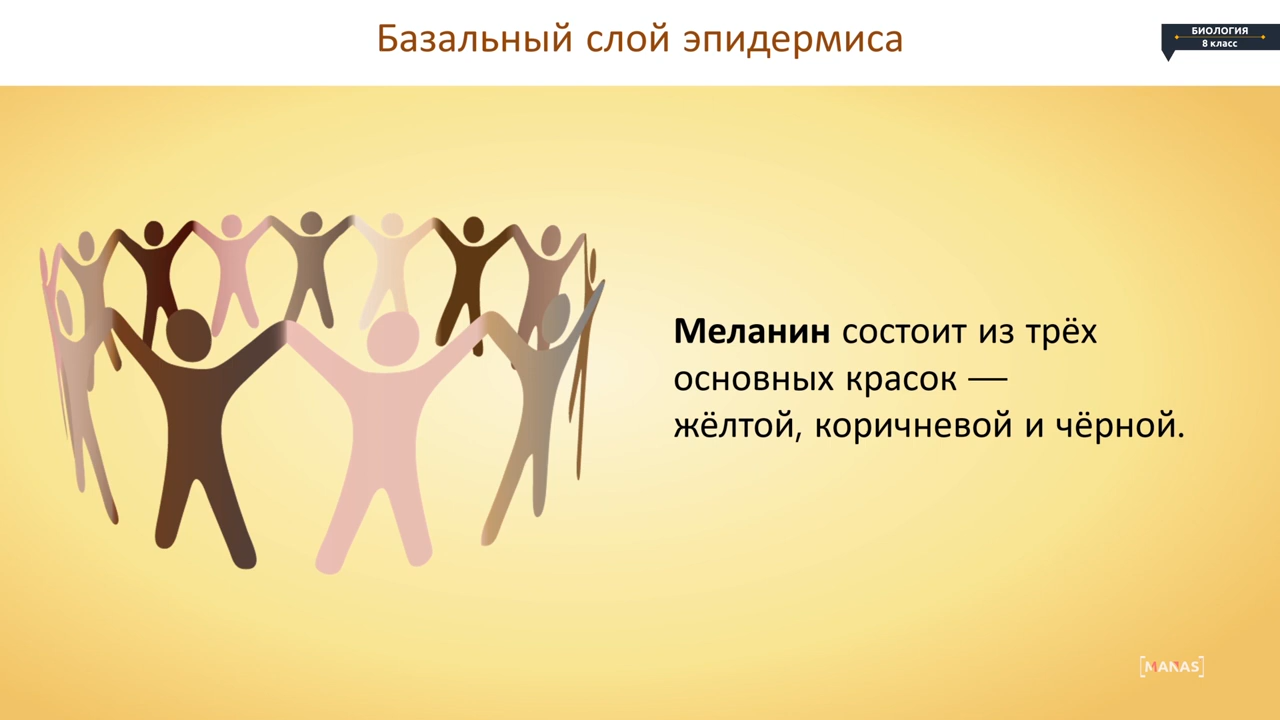 Базальный слой эпидермиса
БИОЛОГИЯ
8 класс
Меланин состоит из трёх
основных красок —
жёлтой, коричневой и чёрной.
[MANAS]